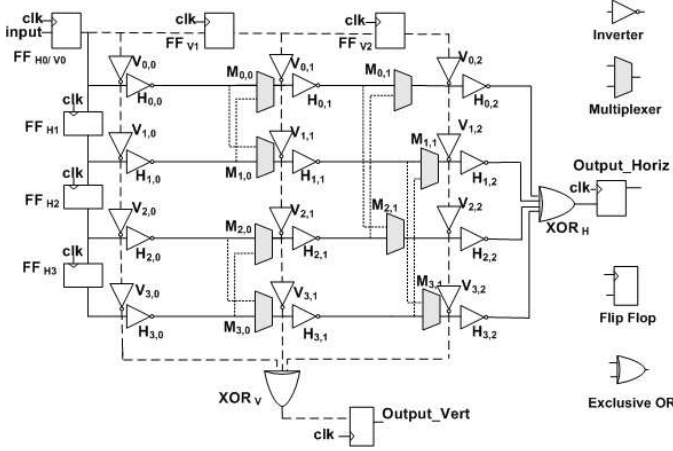 clk
input
FF H0/ V0
clk
FF V1
clk
FF V2
V0,0
H0,0
M0,0
V0,1
H0,1
M0,1
V0,2
H0,2
clk
FF H1
V1,0
H1,0
M1,0
V1,1
H1,1
M1,1
V1,2
H1,2
clk
FF H2
V2,0
H2,0
M2,0
V2,1
H2,1
M2,1
V2,2
H2,2
clk
FF H3
V3,0
H3,0
M3,0
V3,1
H3,1
M3,1
V3,2
H3,2
Output_Horiz
clk
XOR H
XOR V
Output_Vert
clk
Inverter
Multiplexer
Flip Flop
Exclusive OR